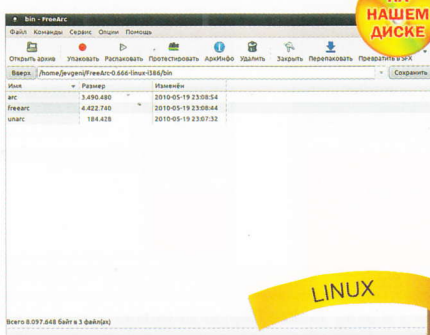 bin - FreeArc
НАШЕМ
ДИСКЕ
Файл Команды Сервис Опции Помощь
Открыть архив Упаковать Распаковать Протестировать АрхИнфо Удалить Закрыть Перепаковать Превратить в SFX
Вверх /home/jevgeni/FreeArc-0.666-linux-i386/bin Сохранить
Имя Размер Изменён
arc 3.490.480 2010-05-19 23:08:54
freearc 4.422.740 2010-05-19 23:08:44
unarc 184.428 2010-05-19 23:07:32
LINUX
Всего 8.097.648 байт в 3 файл(ах)